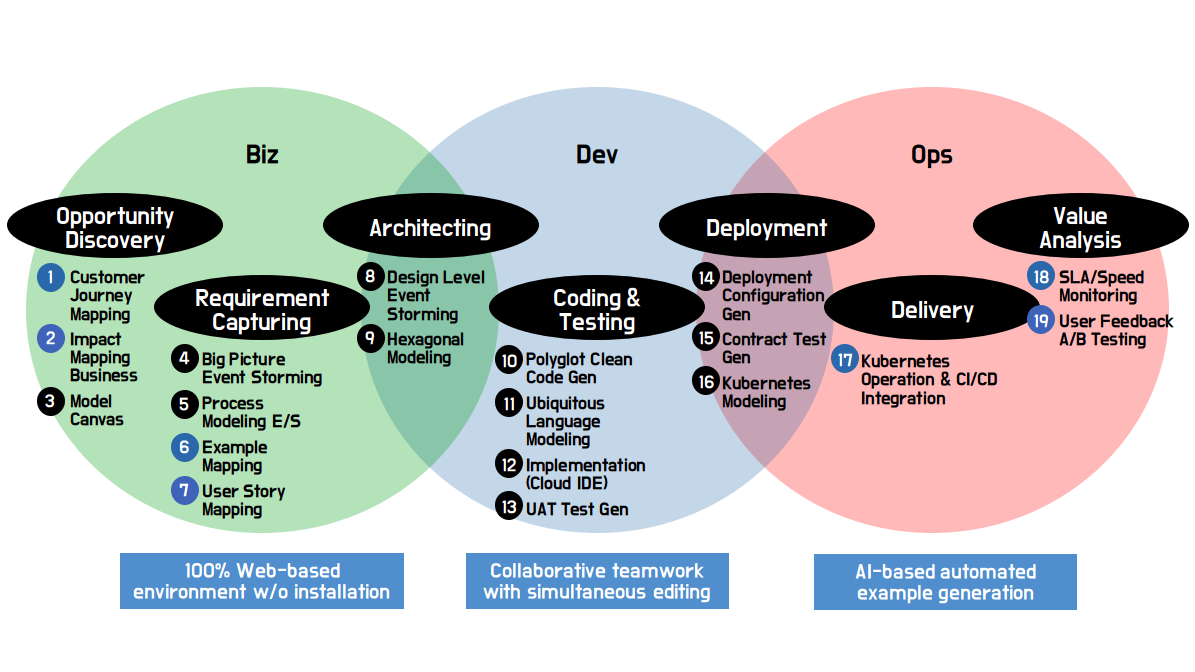 Biz
Dev
Ops
Opportunity
Discovery
1 Customer
Journey
Mapping
2 Impact
Mapping
Business
3 Model
Canvas
Requirement
Capturing
4 Big Picture
Event Storming
5 Process
Modeling E/S
6 Example
Mapping
7 User Story
Mapping
Architecting
8 Design Level
Event
Storming
9 Hexagonal
Modeling
Coding &
Testing
10 Polyglot Clean
Code Gen
11 Ubiquitous
Language
Modeling
12 Implementation
(Cloud IDE)
13 UAT Test Gen
Deployment
14 Deployment
Configuration
Gen
15 Contract Test
Gen
16 Kubernetes
Modeling
Delivery
17 Kubernetes
Operation & CI/CD
Integration
Value
Analysis
18 SLA/Speed
Monitoring
19 User Feedback
A/B Testing
100% Web-based
environment w/o installation
Collaborative teamwork
with simultaneous editing
AI-based automated
example generation